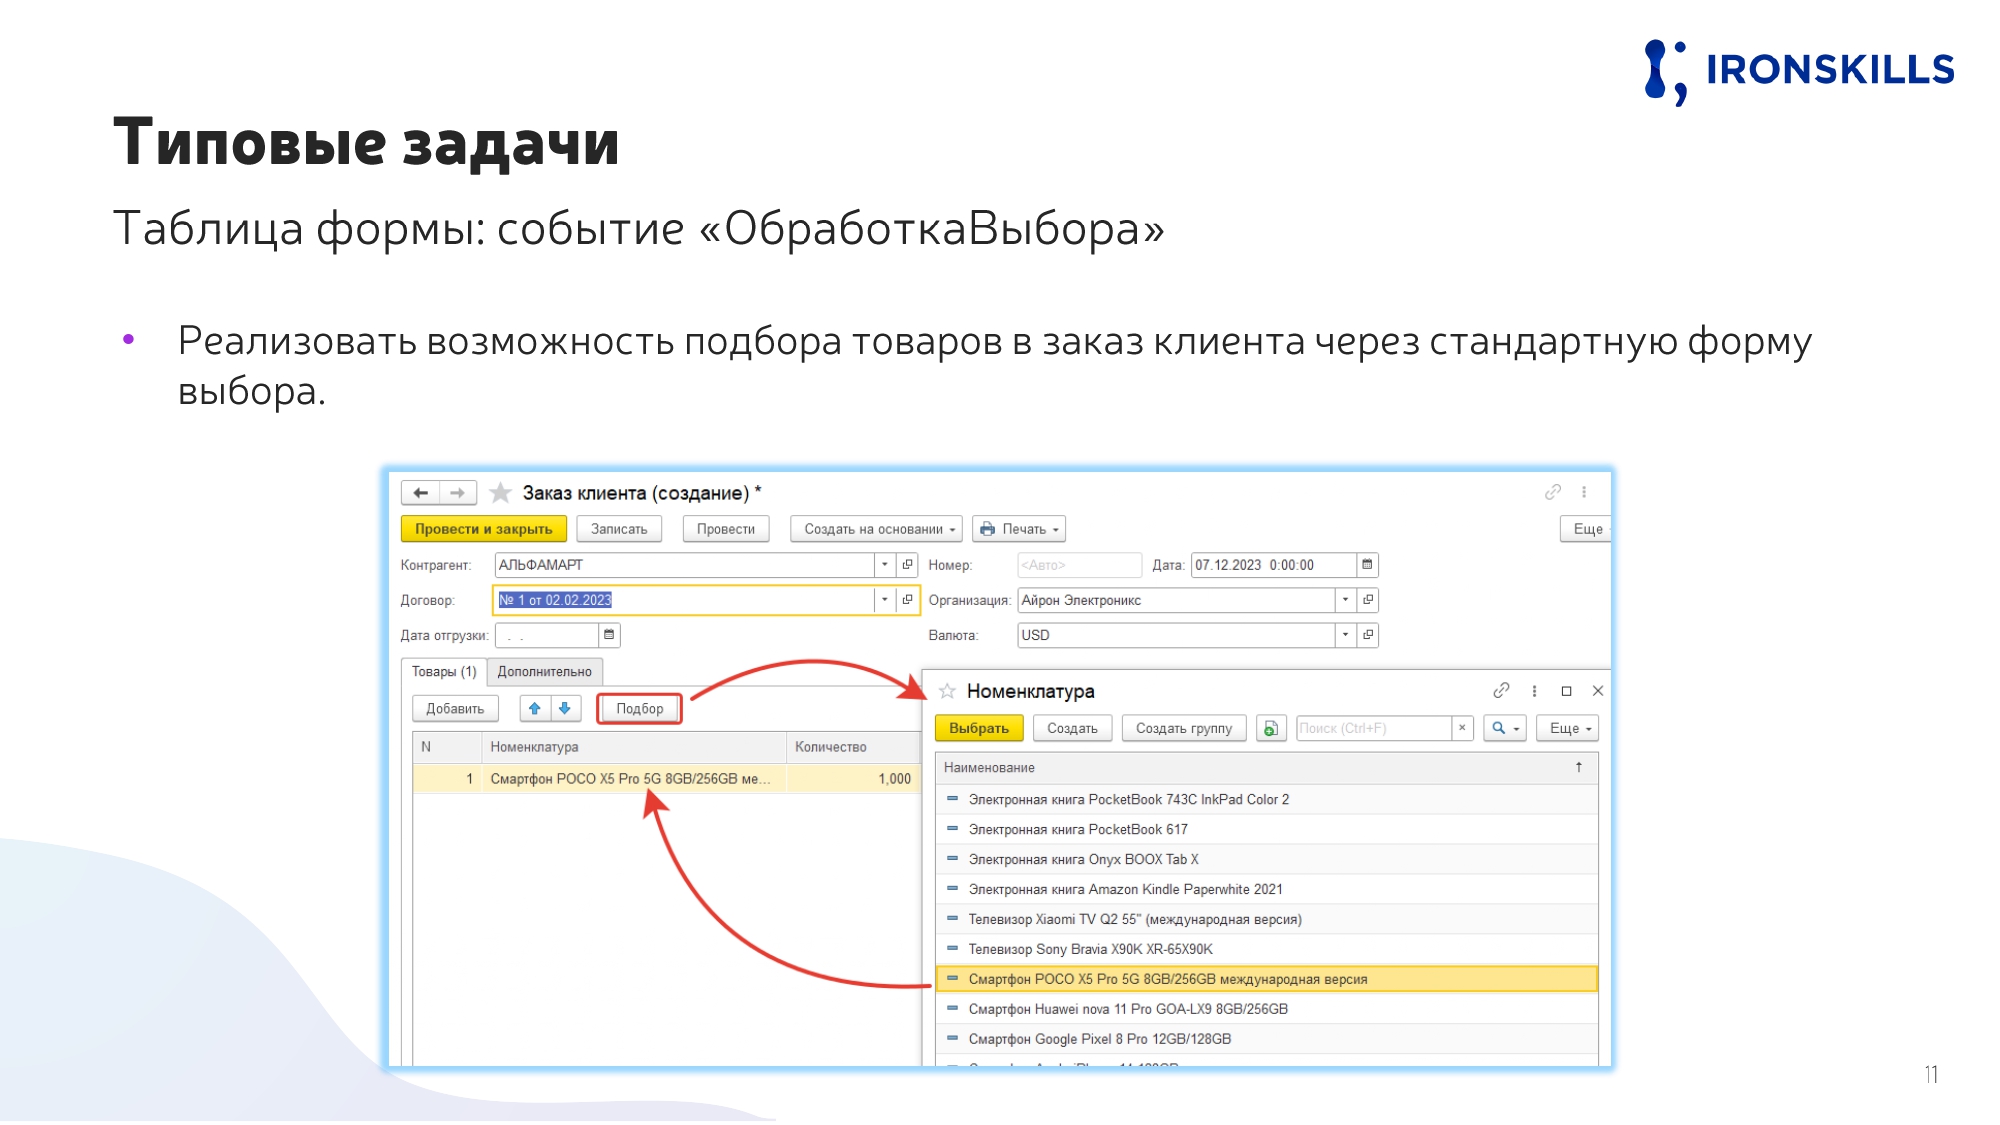 IRONSKILLS
Типовые задачи
Таблица формы: событие «ОбработкаВыбора»
• Реализовать возможность подбора товаров в заказ клиента через стандартную форму
выбора.
Заказ клиента (создание) *
Провести и закрыть Записать Провести Создать на основании Печать Еще
Контрагент: АЛЬФАМАРТ Номер: <Авто> Дата: 07.12.2023 0:00:00
Договор: № 1 от 02.02.2023 Организация: Айрон Электроникс
Дата отгрузки: . . Валюта: USD
Товары (1) Дополнительно
Добавить Подбор
N Номенклатура Количество
1 Смартфон POCO X5 Pro 5G 8GB/256GB ме... 1,000
Номенклатура
Выбрать Создать Создать группу Поиск (Ctrl+F) × Еще
Наименование
Электронная книга PocketBook 743C InkPad Color 2
Электронная книга PocketBook 617
Электронная книга Onyx BOOX Tab X
Электронная книга Amazon Kindle Paperwhite 2021
Телевизор Xiaomi TV Q2 55" (международная версия)
Телевизор Sony Bravia X90K XR-65X90K
Смартфон POCO X5 Pro 5G 8GB/256GB международная версия
Смартфон Huawei nova 11 Pro GOA-LX9 8GB/256GB
Смартфон Google Pixel 8 Pro 12GB/128GB
11